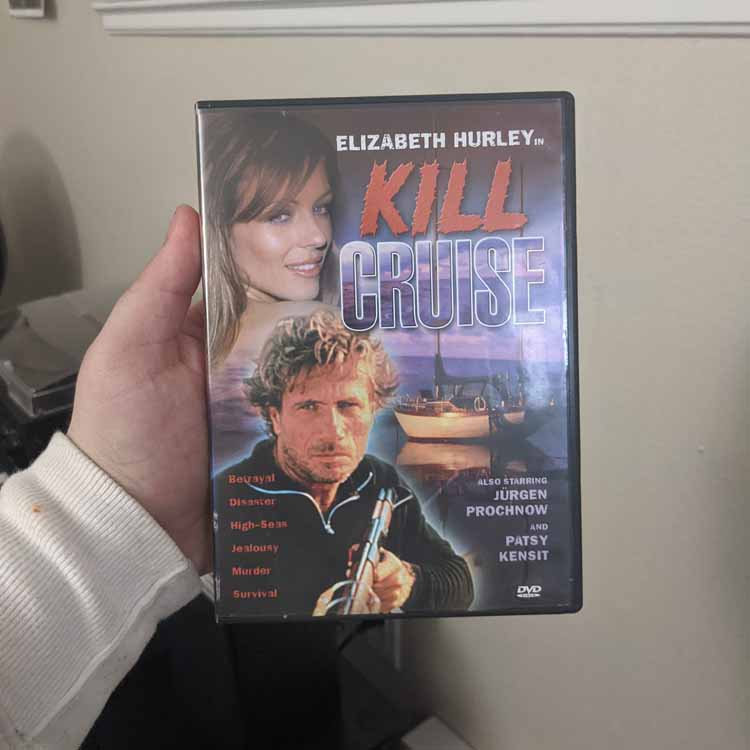 ELIZABETH HURLEY IN
KILL
CRUISE
Betrayal
Disaster
High-Seas
Jealousy
Murder
Survival
ALSO STARRING
JÜRGEN
PROCHNOW
AND
PATSY
KENSIT
DVD